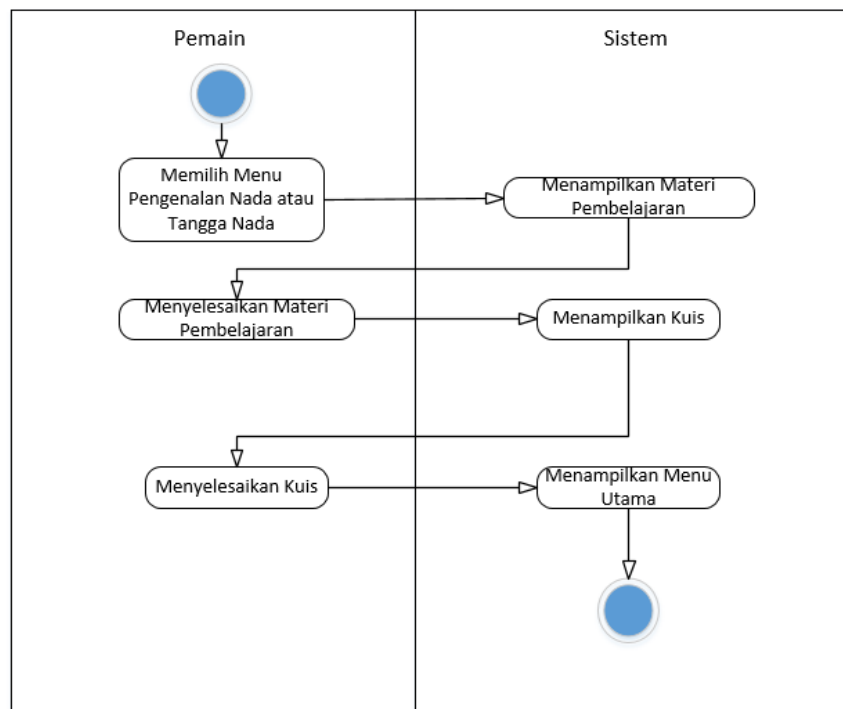 Pemain
Sistem
Memilih Menu
Pengenalan Nada atau
Tangga Nada
Menampilkan Materi
Pembelajaran
Menyelesaikan Materi
Pembelajaran
Menampilkan Kuis
Menyelesaikan Kuis
Menampilkan Menu
Utama